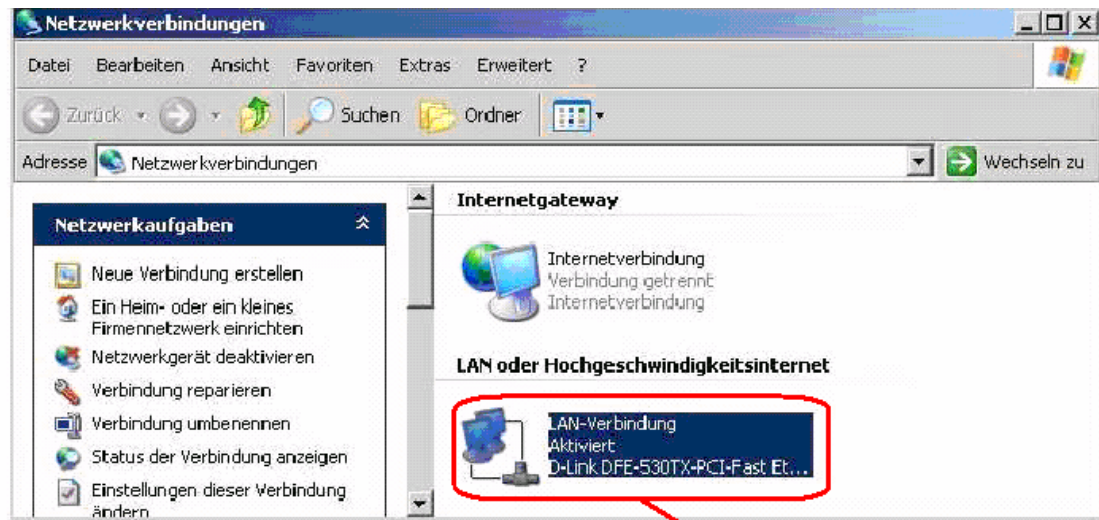 Netzwerkverbindungen
Datei Bearbeiten Ansicht Favoriten Extras Erweitert ?
Zurück Suchen Ordner
Adresse Netzwerkverbindungen Wechseln zu
Netzwerkaufgaben
Neue Verbindung erstellen
Ein Heim- oder ein kleines
Firmennetzwerk einrichten
Netzwerkgerät deaktivieren
Verbindung reparieren
Verbindung umbenennen
Status der Verbindung anzeigen
Einstellungen dieser Verbindung
ändern
Internetgateway
Internetverbindung
Verbindung getrennt
Internetverbindung
LAN oder Hochgeschwindigkeitsinternet
LAN-Verbindung
Aktiviert
D-Link DFE-530TX-PCI-Fast Et...